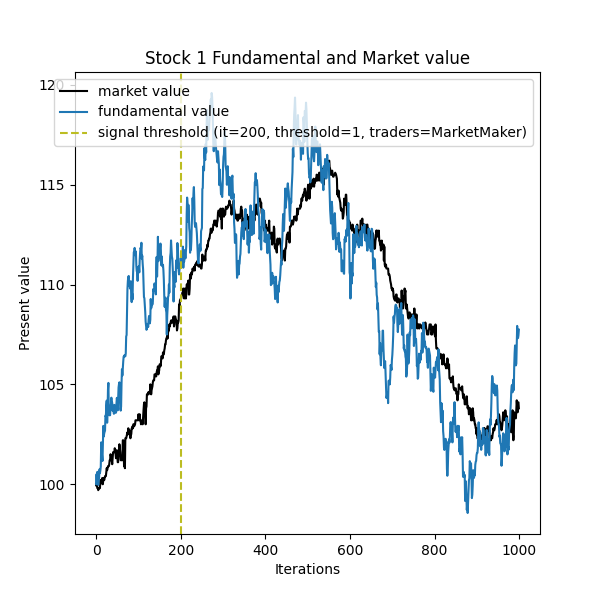 Stock 1 Fundamental and Market value
market value
fundamental value
signal threshold (it=200, threshold=1, traders=MarketMaker)
Present value
120
115
110
105
100
0 200 400 600 800 1000
Iterations